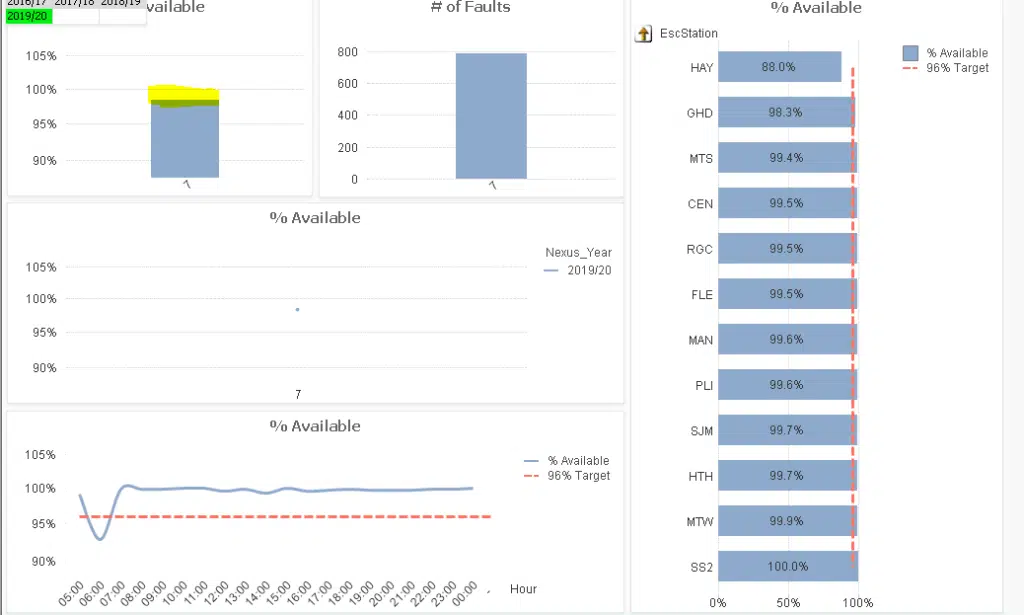 2016/17 2017/18 2018/19
2019/20
vailable
105%
100%
95%
90%
7
# of Faults
800
600
400
200
0
7
% Available
Nexus_Year
2019/20
105%
100%
95%
90%
7
% Available
% Available
96% Target
105%
100%
95%
90%
05:00 06:00 07:00 08:00 09:00 10:00 11:00 12:00 13:00 14:00 15:00 16:00 17:00 18:00 19:00 20:00 21:00 22:00 23:00 00:00 -
Hour
% Available
EscStation
% Available
96% Target
HAY 88.0%
GHD 98.3%
MTS 99.4%
CEN 99.5%
RGC 99.5%
FLE 99.5%
MAN 99.6%
PLI 99.6%
SJM 99.7%
HTH 99.7%
MTW 99.9%
SS2 100.0%
0% 50% 100%